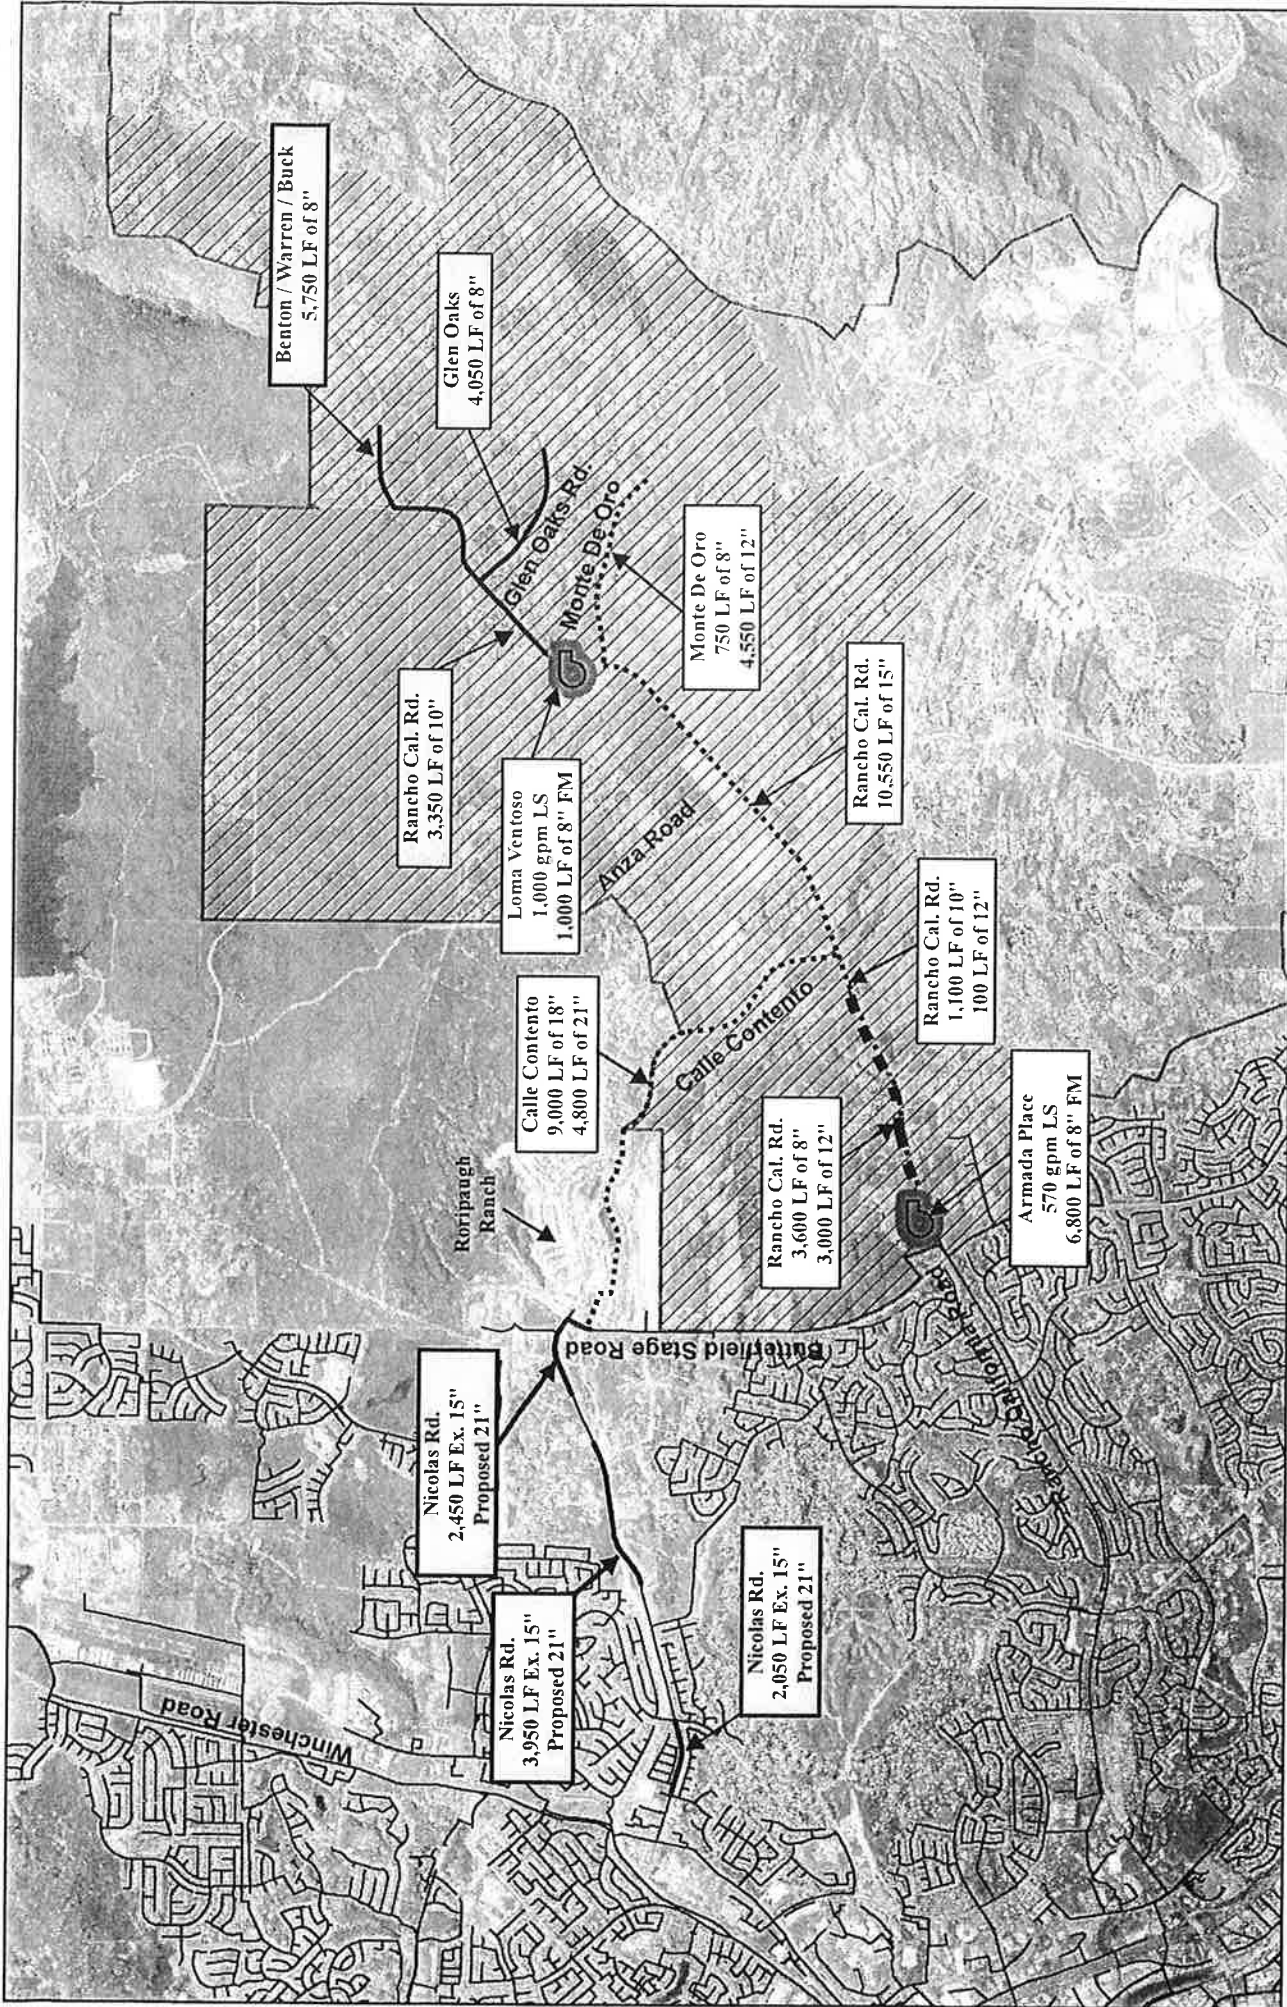 Benton / Warren / Buck
5,750 LF of 8"
Glen Oaks
4,050 LF of 8"
Glen Oaks Rd.
Monte De Oro
Monte De Oro
750 LF of 8"
4,550 LF of 12"
Rancho Cal. Rd.
3,350 LF of 10"
Loma Ventoso
1,000 gpm LS
1,000 LF of 8" FM
Anza Road
Rancho Cal. Rd.
10,550 LF of 15"
Calle Contento
9,000 LF of 18"
4,800 LF of 21"
Calle Contento
Rancho Cal. Rd.
1,100 LF of 10"
100 LF of 12"
Roripaugh
Ranch
Rancho Cal. Rd.
3,600 LF of 8"
3,000 LF of 12"
Armada Place
570 gpm LS
6,800 LF of 8" FM
Butterfield Stage Road
Rancho California Road
Nicolas Rd.
2,450 LF Ex. 15"
Proposed 21"
Nicolas Rd.
3,950 LF Ex. 15"
Proposed 21"
Nicolas Rd.
2,050 LF Ex. 15"
Proposed 21"
Winchester Road